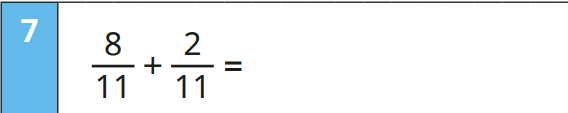 7
8/11 + 2/11 =